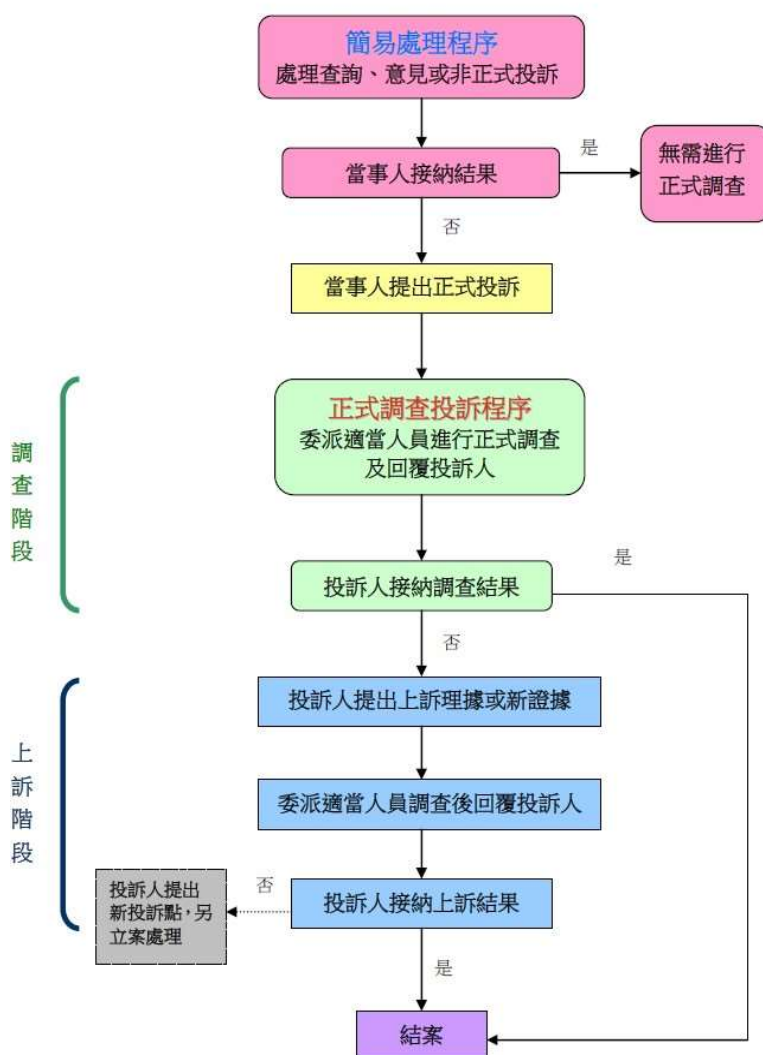 簡易處理程序
處理查詢、意見或非正式投訴
是
無需進行
正式調查
當事人接納結果
否
當事人提出正式投訴
調查階段
正式調查投訴程序
委派適當人員進行正式調查
及回覆投訴人
是
投訴人接納調查結果
否
上訴階段
投訴人提出上訴理據或新證據
委派適當人員調查後回覆投訴人
投訴人提出
新投訴點，另
立案處理
否
投訴人接納上訴結果
是
結案